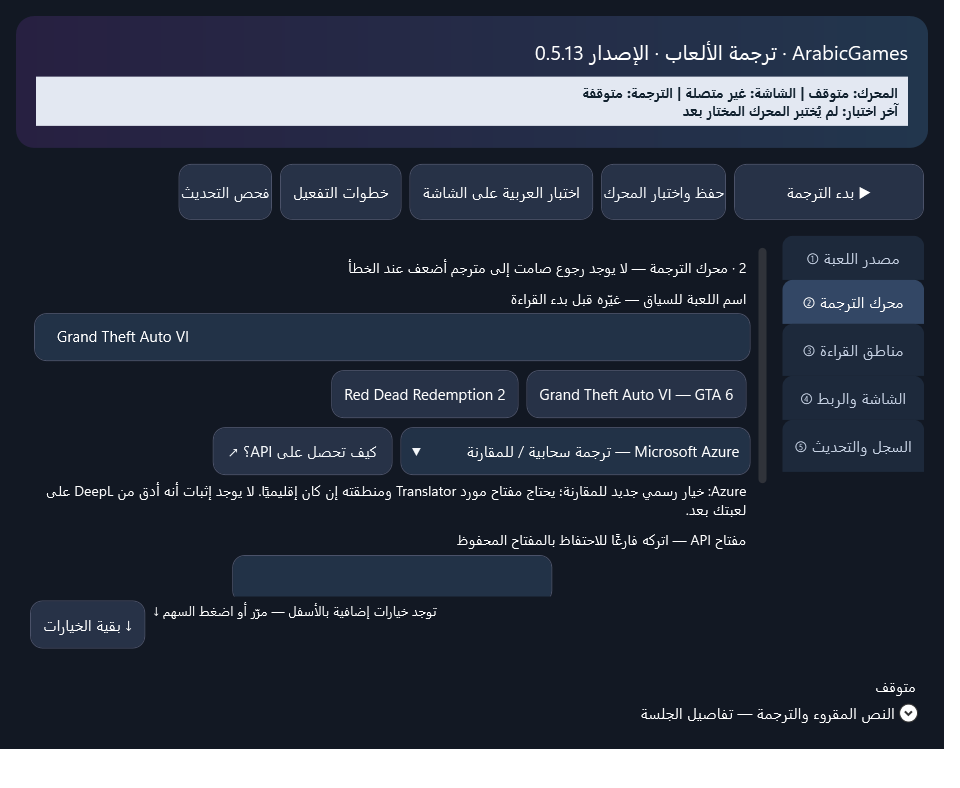 ArabicGames · ترجمة الألعاب · الإصدار 0.5.13
المحرك: متوقف | الشاشة: غير متصلة | الترجمة: متوقفة
آخر اختبار: لم يُختبر المحرك المختار بعد
▶ بدء الترجمة
حفظ واختبار المحرك
اختبار العربية على الشاشة
خطوات التفعيل
فحص التحديث
مصدر اللعبة ①
محرك الترجمة ②
مناطق القراءة ③
الشاشة والربط ④
السجل والتحديث ⑤
2 · محرك الترجمة — لا يوجد رجوع صامت إلى مترجم أضعف عند الخطأ
اسم اللعبة للسياق — غيّره قبل بدء القراءة
Grand Theft Auto VI
Grand Theft Auto VI — GTA 6
Red Dead Redemption 2
Microsoft Azure — ترجمة سحابية / للمقارنة ▼
كيف تحصل على API؟ ↗
Azure: خيار رسمي جديد للمقارنة؛ يحتاج مفتاح مورد Translator ومنطقته إن كان إقليميًا. لا يوجد إثبات أنه أدق من DeepL على
لعبتك بعد.
مفتاح API — اتركه فارغًا للاحتفاظ بالمفتاح المحفوظ
توجد خيارات إضافية بالأسفل — مرّر أو اضغط السهم ↓
↓ بقية الخيارات
متوقف
النص المقروء والترجمة — تفاصيل الجلسة